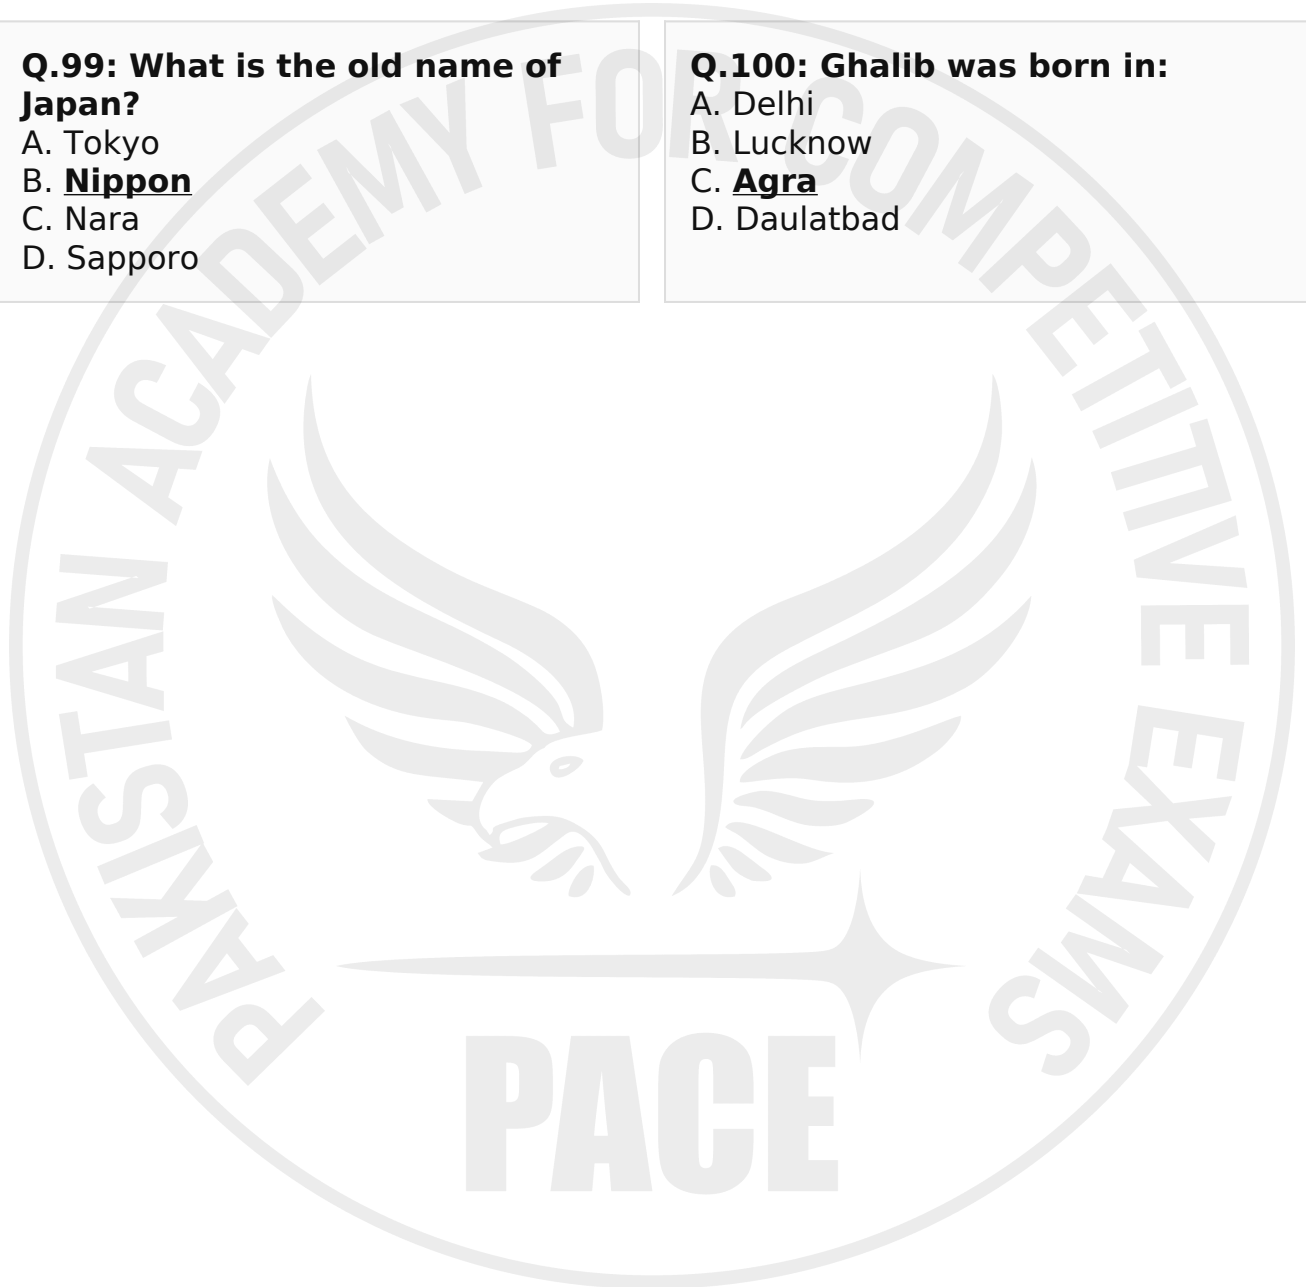 Q.99: What is the old name of
Japan?
A. Tokyo
B. Nippon
C. Nara
D. Sapporo
Q.100: Ghalib was born in:
A. Delhi
B. Lucknow
C. Agra
D. Daulatbad
PAKISTAN ACADEMY FOR COMPETITIVE EXAMS
PACE